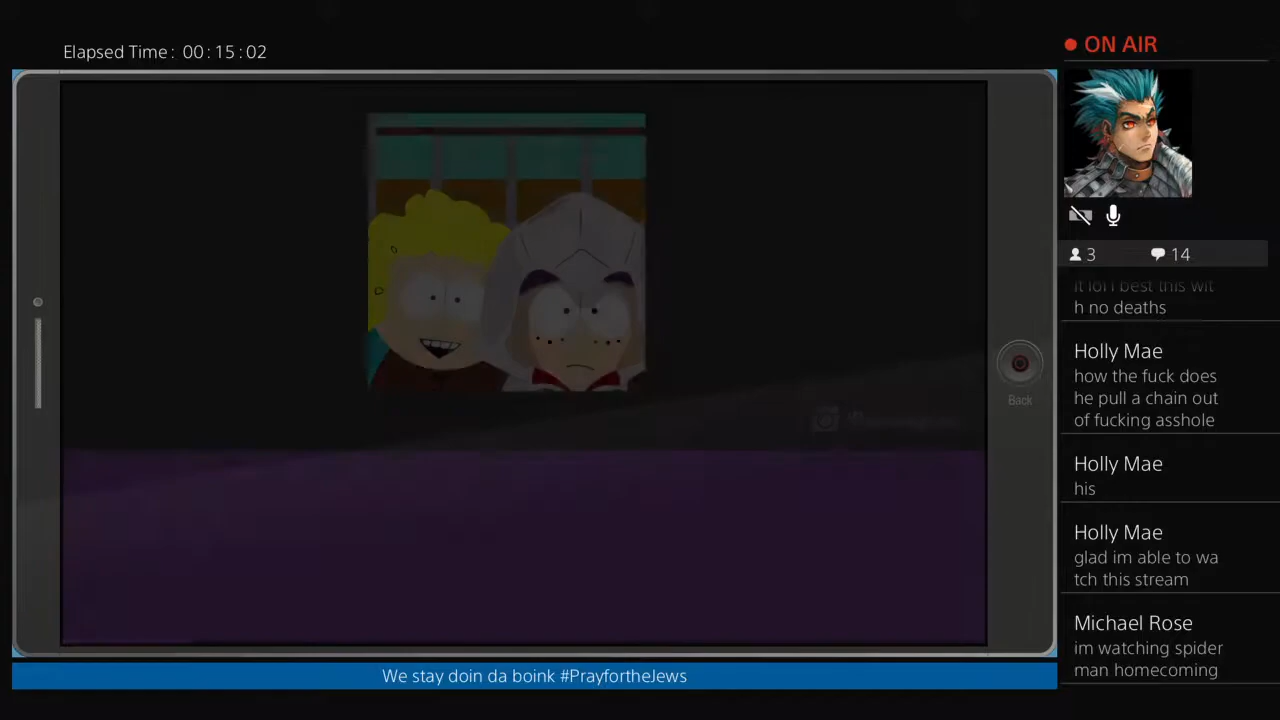 Elapsed Time: 00:15:02
ON AIR
3
14
h no deaths
Holly Mae
how the fuck does
he pull a chain out
of fucking asshole
Holly Mae
his
Holly Mae
glad im able to wa
tch this stream
Michael Rose
im watching spider
man homecoming
Back
We stay doin da boink #PrayfortheJews